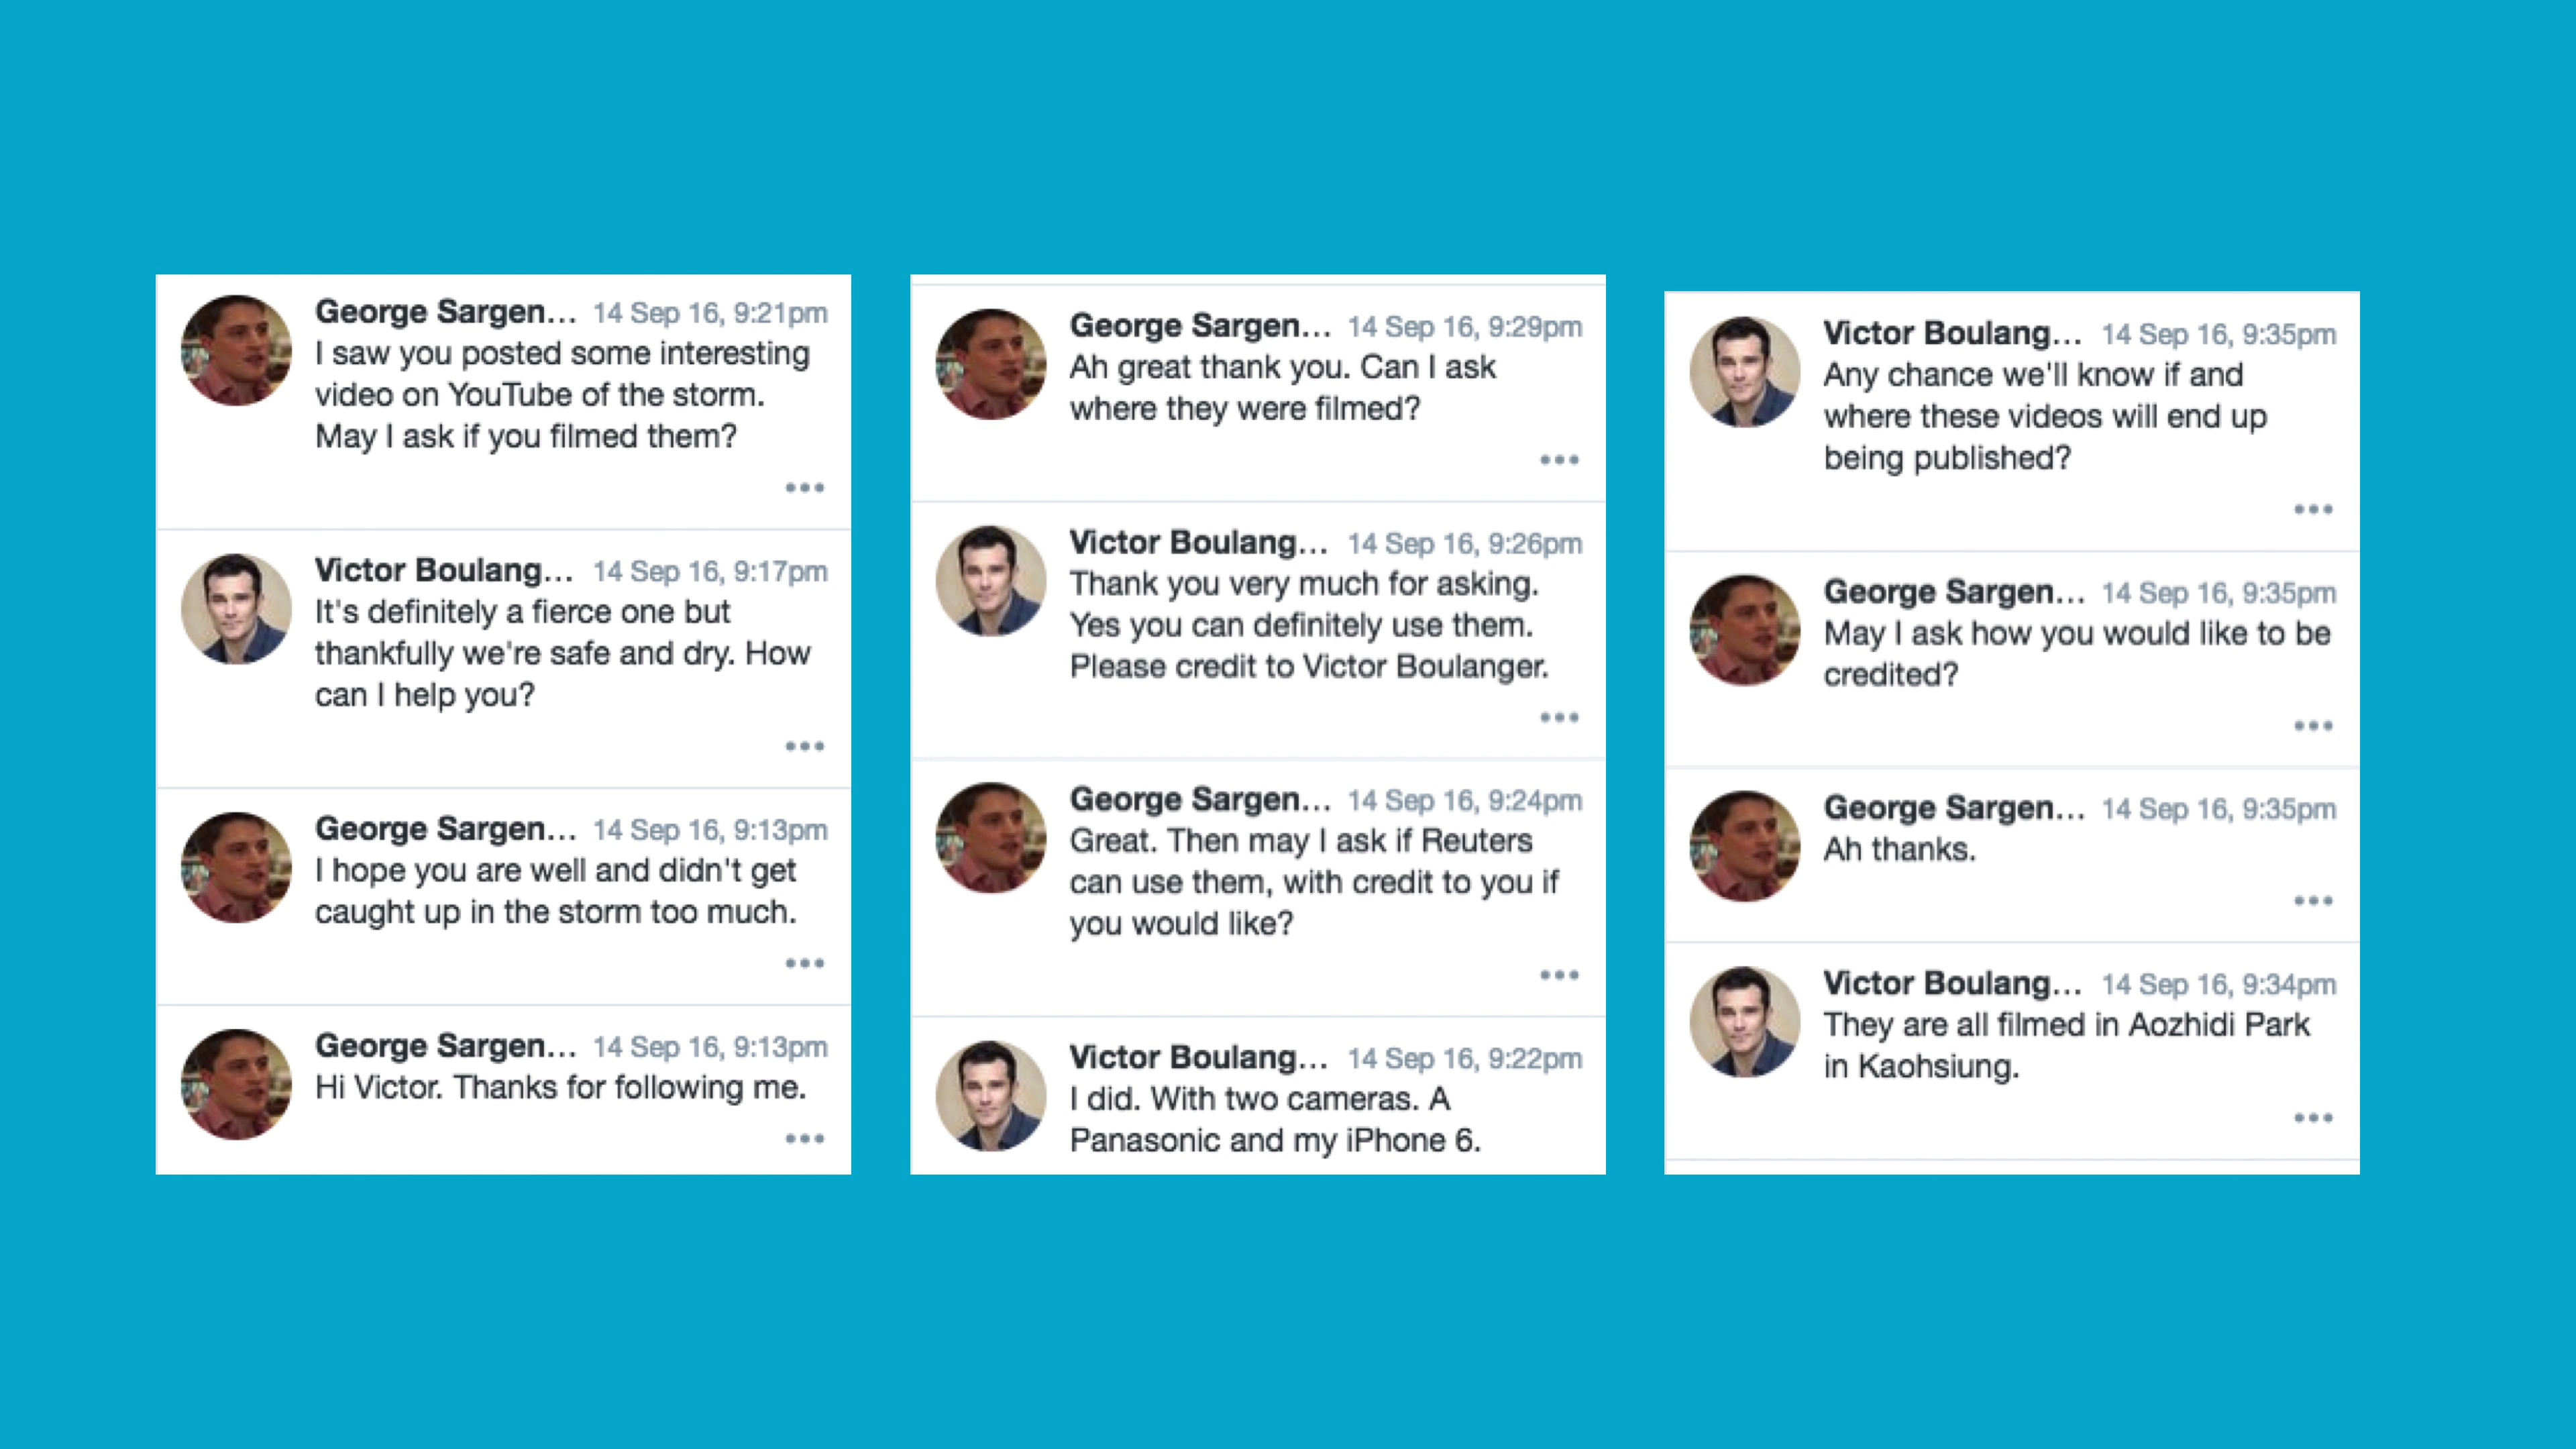 George Sargen... 14 Sep 16, 9:21pm
I saw you posted some interesting
video on YouTube of the storm.
May I ask if you filmed them?
Victor Boulang... 14 Sep 16, 9:17pm
It's definitely a fierce one but
thankfully we're safe and dry. How
can I help you?
George Sargen... 14 Sep 16, 9:13pm
I hope you are well and didn't get
caught up in the storm too much.
George Sargen... 14 Sep 16, 9:13pm
Hi Victor. Thanks for following me.
George Sargen... 14 Sep 16, 9:29pm
Ah great thank you. Can I ask
where they were filmed?
Victor Boulang... 14 Sep 16, 9:26pm
Thank you very much for asking.
Yes you can definitely use them.
Please credit to Victor Boulanger.
George Sargen... 14 Sep 16, 9:24pm
Great. Then may I ask if Reuters
can use them, with credit to you if
you would like?
Victor Boulang... 14 Sep 16, 9:22pm
I did. With two cameras. A
Panasonic and my iPhone 6.
Victor Boulang... 14 Sep 16, 9:35pm
Any chance we'll know if and
where these videos will end up
being published?
George Sargen... 14 Sep 16, 9:35pm
May I ask how you would like to be
credited?
George Sargen... 14 Sep 16, 9:35pm
Ah thanks.
Victor Boulang... 14 Sep 16, 9:34pm
They are all filmed in Aozhidi Park
in Kaohsiung.